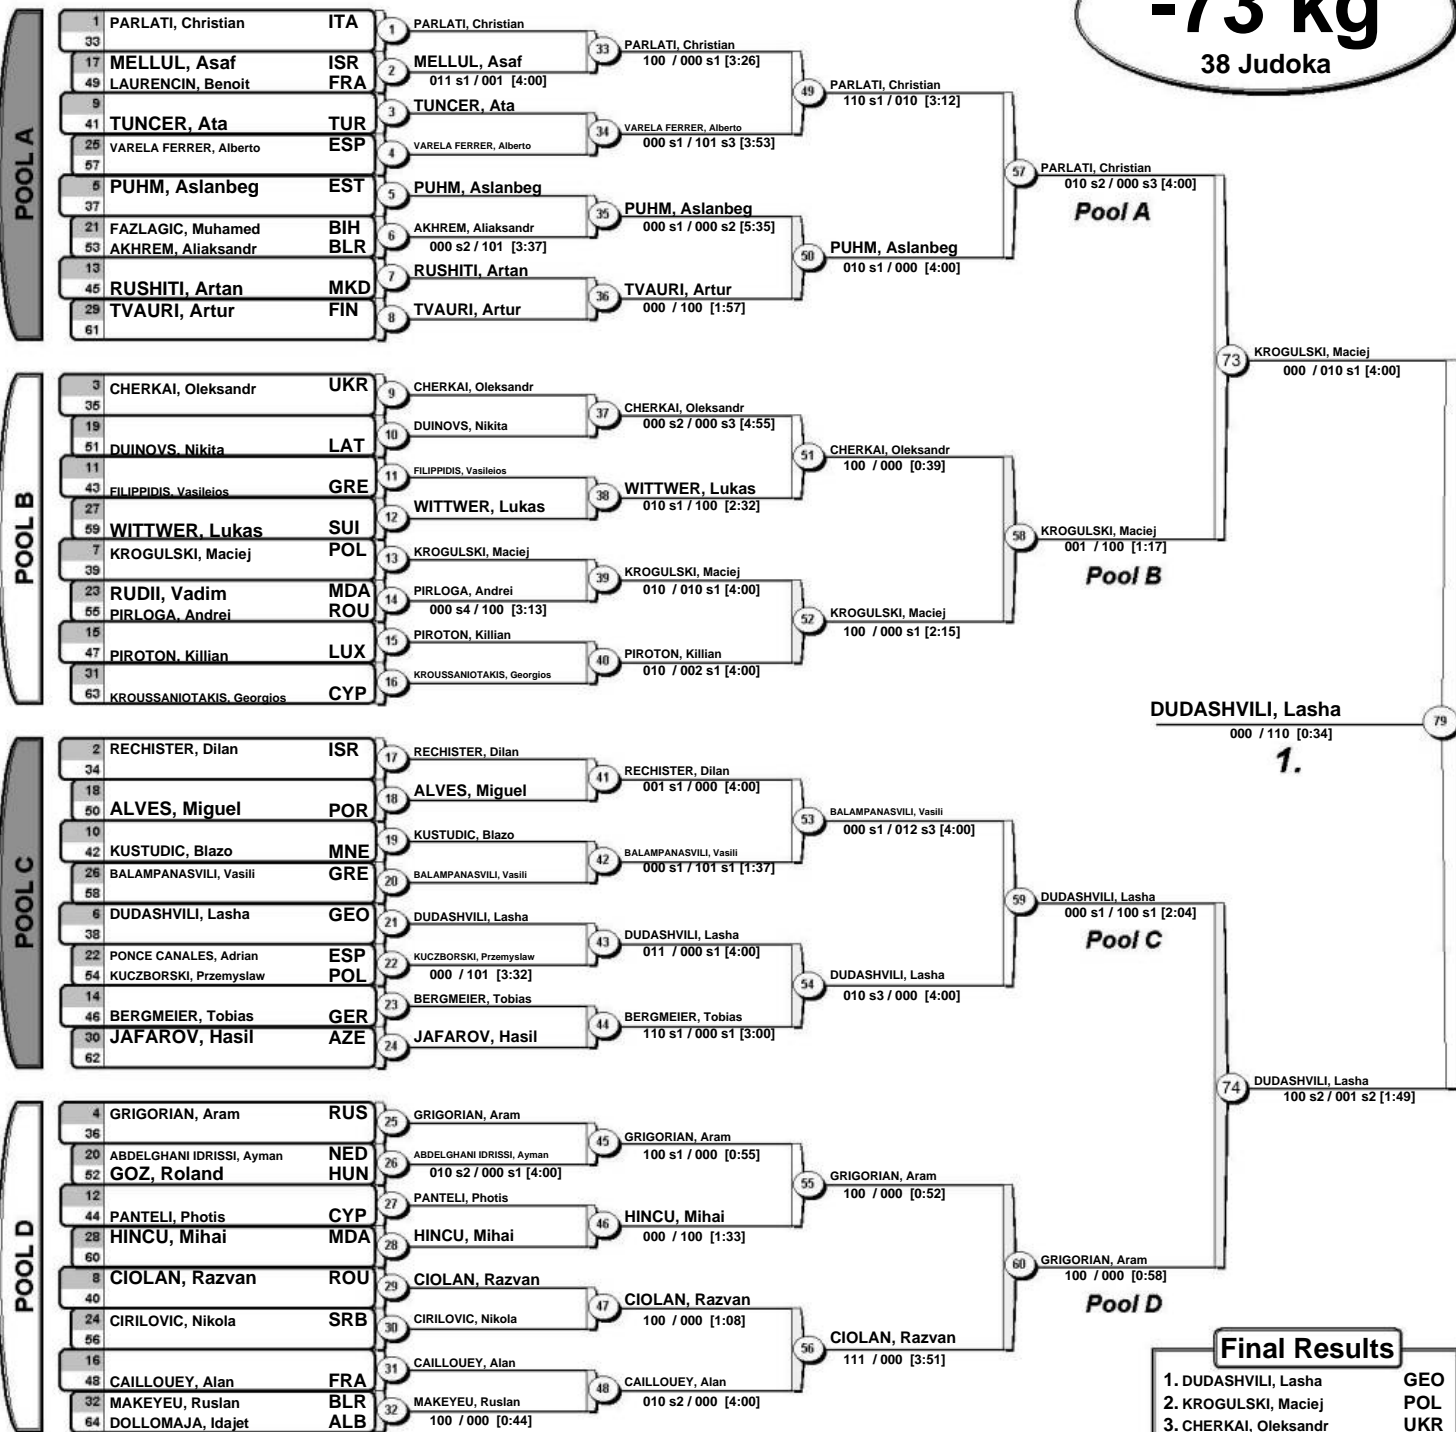 -73 kg
38 Judoka
POOL A
1 PARLATI, Christian ITA
33
17 MELLUL, Asaf ISR
49 LAURENCIN, Benoit FRA
9
41 TUNCER, Ata TUR
25 VARELA FERRER, Alberto ESP
57
5 PUHM, Aslanbeg EST
37
21 FAZLAGIC, Muhamed BIH
53 AKHREM, Aliaksandr BLR
13
45 RUSHITI, Artan MKD
29 TVAURI, Artur FIN
61
1 PARLATI, Christian
2 MELLUL, Asaf
011 s1 / 001 [4:00]
3 TUNCER, Ata
4 VARELA FERRER, Alberto
5 PUHM, Aslanbeg
6 AKHREM, Aliaksandr
000 s2 / 101 [3:37]
7 RUSHITI, Artan
8 TVAURI, Artur
33 PARLATI, Christian
100 / 000 s1 [3:26]
34 VARELA FERRER, Alberto
000 s1 / 101 s3 [3:53]
35 PUHM, Aslanbeg
000 s1 / 000 s2 [5:35]
36 TVAURI, Artur
000 / 100 [1:57]
49 PARLATI, Christian
110 s1 / 010 [3:12]
50 PUHM, Aslanbeg
010 s1 / 000 [4:00]
57 PARLATI, Christian
010 s2 / 000 s3 [4:00]
Pool A
POOL B
3 CHERKAI, Oleksandr UKR
35
19
51 DUINOVS, Nikita LAT
11
43 FILIPPIDIS, Vasileios GRE
27
59 WITTWER, Lukas SUI
7 KROGULSKI, Maciej POL
39
23 RUDII, Vadim MDA
55 PIRLOGA, Andrei ROU
15
47 PIROTON, Killian LUX
31
63 KROUSSANIOTAKIS, Georgios CYP
9 CHERKAI, Oleksandr
10 DUINOVS, Nikita
11 FILIPPIDIS, Vasileios
12 WITTWER, Lukas
13 KROGULSKI, Maciej
14 PIRLOGA, Andrei
000 s4 / 100 [3:13]
15 PIROTON, Killian
16 KROUSSANIOTAKIS, Georgios
37 CHERKAI, Oleksandr
000 s2 / 000 s3 [4:55]
38 WITTWER, Lukas
010 s1 / 100 [2:32]
39 KROGULSKI, Maciej
010 / 010 s1 [4:00]
40 PIROTON, Killian
010 / 002 s1 [4:00]
51 CHERKAI, Oleksandr
100 / 000 [0:39]
52 KROGULSKI, Maciej
100 / 000 s1 [2:15]
58 KROGULSKI, Maciej
001 / 100 [1:17]
Pool B
73 KROGULSKI, Maciej
000 / 010 s1 [4:00]
DUDASHVILI, Lasha 79
000 / 110 [0:34]
1.
POOL C
2 RECHISTER, Dilan ISR
34
18
50 ALVES, Miguel POR
10
42 KUSTUDIC, Blazo MNE
26 BALAMPANASVILI, Vasili GRE
58
6 DUDASHVILI, Lasha GEO
38
22 PONCE CANALES, Adrian ESP
54 KUCZBORSKI, Przemyslaw POL
14
46 BERGMEIER, Tobias GER
30 JAFAROV, Hasil AZE
62
17 RECHISTER, Dilan
18 ALVES, Miguel
19 KUSTUDIC, Blazo
20 BALAMPANASVILI, Vasili
21 DUDASHVILI, Lasha
22 KUCZBORSKI, Przemyslaw
000 / 101 [3:32]
23 BERGMEIER, Tobias
24 JAFAROV, Hasil
41 RECHISTER, Dilan
001 s1 / 000 [4:00]
42 BALAMPANASVILI, Vasili
000 s1 / 101 s1 [1:37]
43 DUDASHVILI, Lasha
011 / 000 s1 [4:00]
44 BERGMEIER, Tobias
110 s1 / 000 s1 [3:00]
53 BALAMPANASVILI, Vasili
000 s1 / 012 s3 [4:00]
54 DUDASHVILI, Lasha
010 s3 / 000 [4:00]
59 DUDASHVILI, Lasha
000 s1 / 100 s1 [2:04]
Pool C
POOL D
4 GRIGORIAN, Aram RUS
36
20 ABDELGHANI IDRISSI, Ayman NED
52 GOZ, Roland HUN
12
44 PANTELI, Photis CYP
28 HINCU, Mihai MDA
60
8 CIOLAN, Razvan ROU
40
24 CIRILOVIC, Nikola SRB
56
16
48 CAILLOUEY, Alan FRA
32 MAKEYEU, Ruslan BLR
64 DOLLOMAJA, Idajet ALB
25 GRIGORIAN, Aram
26 ABDELGHANI IDRISSI, Ayman
010 s2 / 000 s1 [4:00]
27 PANTELI, Photis
28 HINCU, Mihai
29 CIOLAN, Razvan
30 CIRILOVIC, Nikola
31 CAILLOUEY, Alan
32 MAKEYEU, Ruslan
100 / 000 [0:44]
45 GRIGORIAN, Aram
100 s1 / 000 [0:55]
46 HINCU, Mihai
000 / 100 [1:33]
47 CIOLAN, Razvan
100 / 000 [1:08]
48 CAILLOUEY, Alan
010 s2 / 000 [4:00]
55 GRIGORIAN, Aram
100 / 000 [0:52]
56 CIOLAN, Razvan
111 / 000 [3:51]
60 GRIGORIAN, Aram
100 / 000 [0:58]
Pool D
74 DUDASHVILI, Lasha
100 s2 / 001 s2 [1:49]
Final Results
1. DUDASHVILI, Lasha GEO
2. KROGULSKI, Maciej POL
3. CHERKAI, Oleksandr UKR